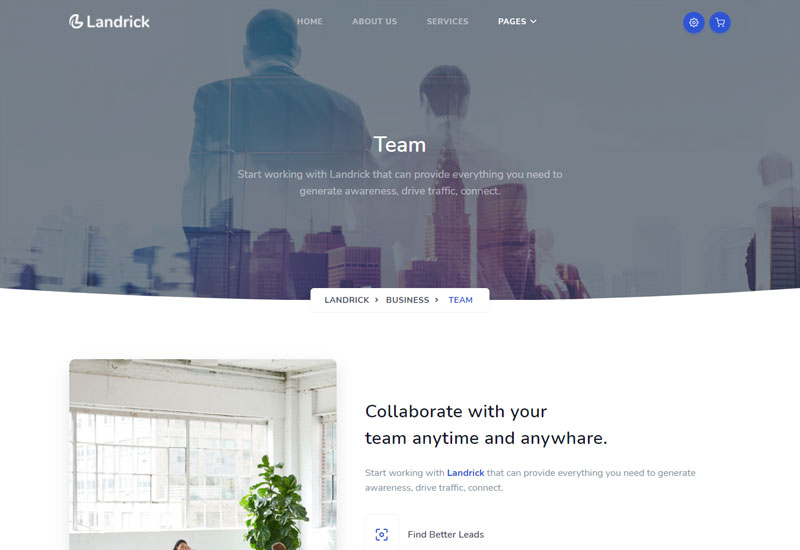 Landrick
HOME ABOUT US SERVICES PAGES
Team
Start working with Landrick that can provide everything you need to
generate awareness, drive traffic, connect.
LANDRICK > BUSINESS > TEAM
Collaborate with your
team anytime and anywhare.
Start working with Landrick that can provide everything you need to generate
awareness, drive traffic, connect.
Find Better Leads